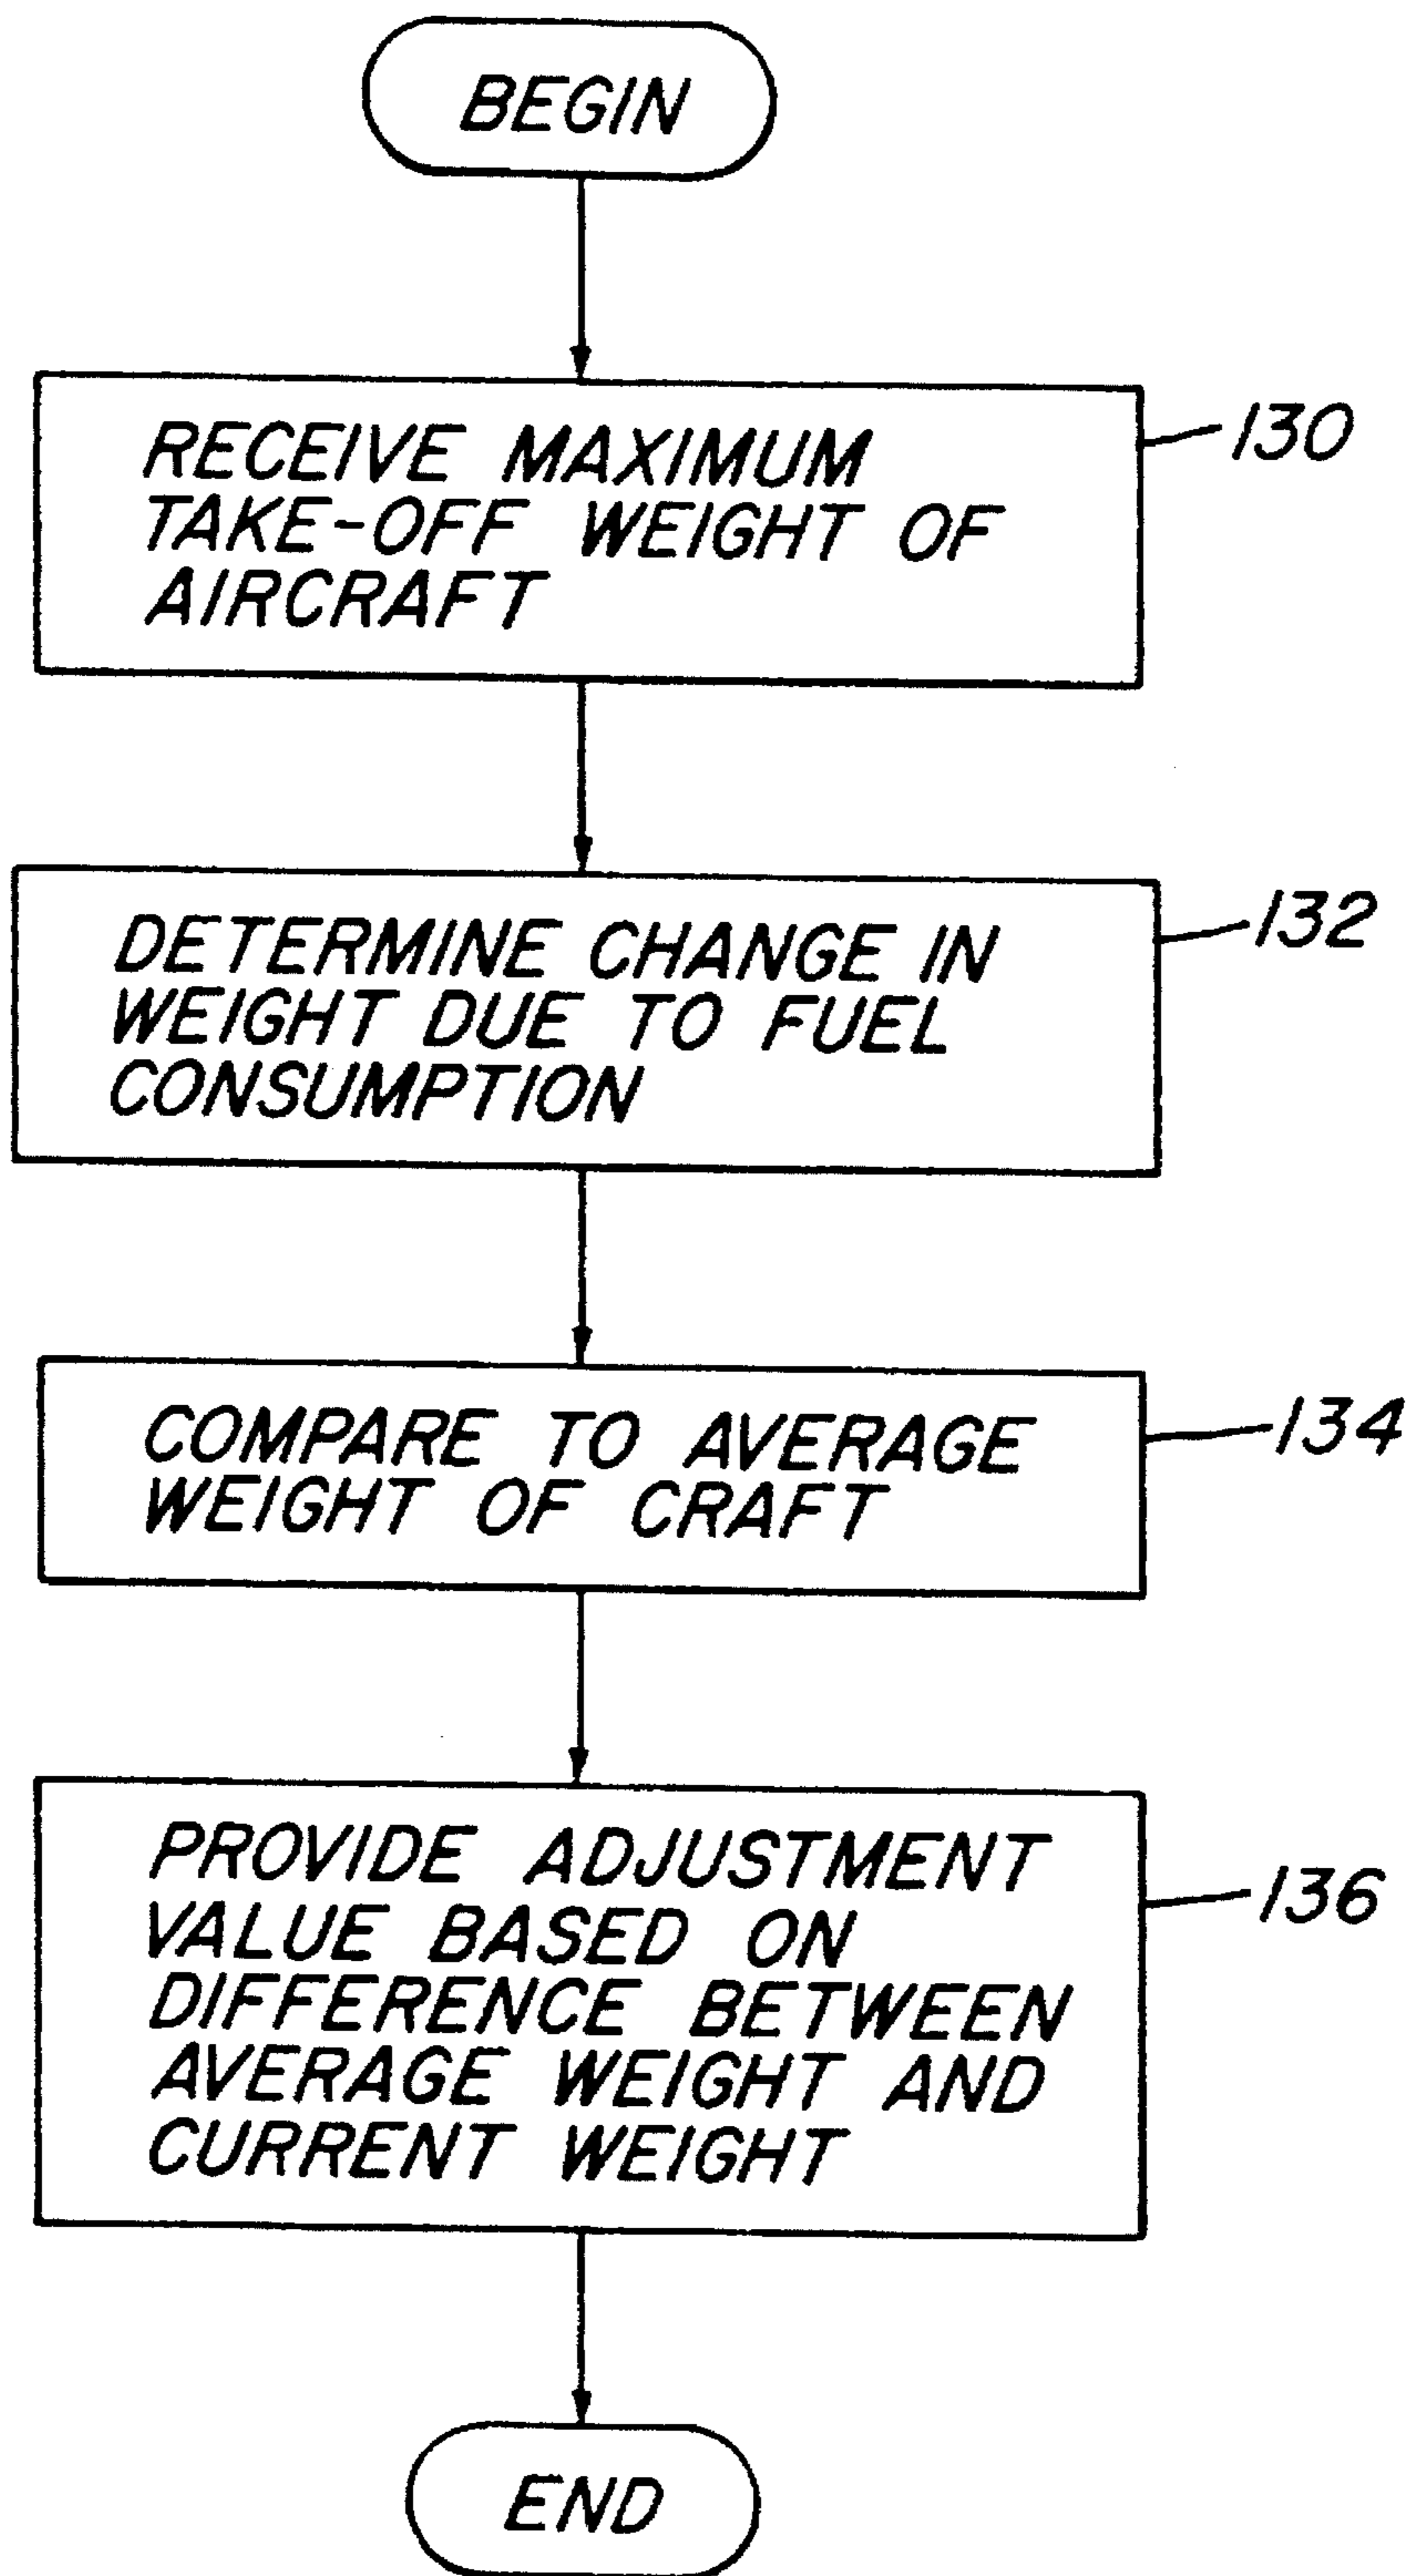 BEGIN
RECEIVE MAXIMUM
TAKE-OFF WEIGHT OF
AIRCRAFT
130
DETERMINE CHANGE IN
WEIGHT DUE TO FUEL
CONSUMPTION
132
COMPARE TO AVERAGE
WEIGHT OF CRAFT
134
PROVIDE ADJUSTMENT
VALUE BASED ON
DIFFERENCE BETWEEN
AVERAGE WEIGHT AND
CURRENT WEIGHT
136
END